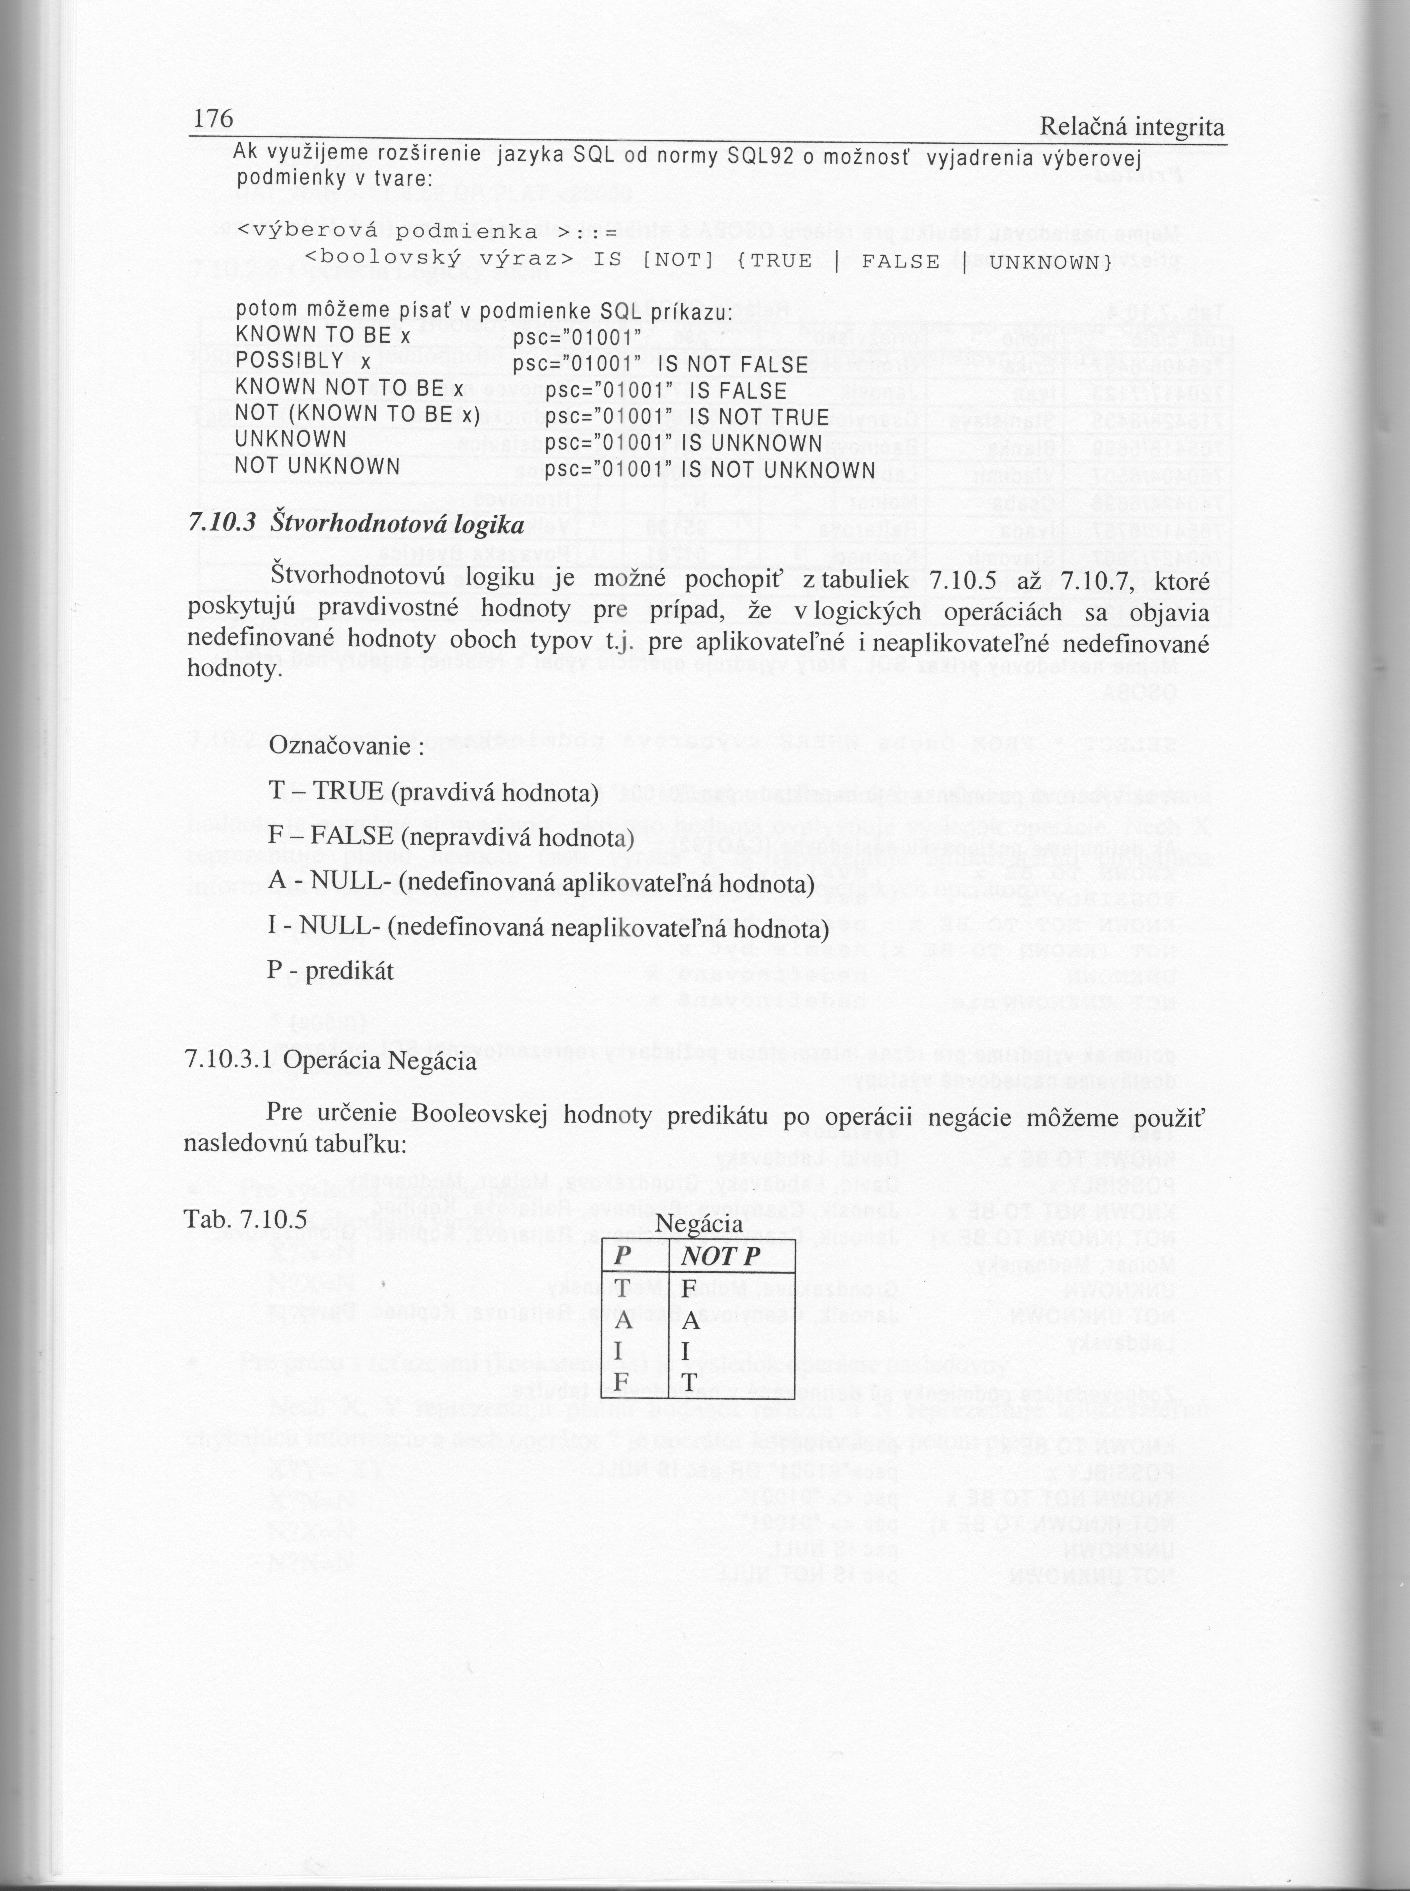 176
Relačná integrita
Ak využijeme rozšírenie jazyka SQL od normy SQL92 o možnosť vyjadrenia výberovej
podmienky v tvare:
<výberová podmienka >::=
<boolovský výraz> IS [NOT] {TRUE | FALSE | UNKNOWN}
potom môžeme písať v podmienke SQL príkazu:
KNOWN TO BE x psc="01001"
POSSIBLY x psc="01001" IS NOT FALSE
KNOWN NOT TO BE x psc="01001" IS FALSE
NOT (KNOWN TO BE x) psc="01001" IS NOT TRUE
UNKNOWN psc="01001" IS UNKNOWN
NOT UNKNOWN psc="01001" IS NOT UNKNOWN
7.10.3 Štvorhodnotová logika
Štvorhodnotovú logiku je možné pochopiť z tabuliek 7.10.5 až 7.10.7, ktoré
poskytujú pravdivostné hodnoty pre prípad, že v logických operáciách sa objavia
nedefinované hodnoty oboch typov t.j. pre aplikovateľné i neaplikovateľné nedefinované
hodnoty.
Označovanie :
T – TRUE (pravdivá hodnota)
F – FALSE (nepravdivá hodnota)
A - NULL- (nedefinovaná aplikovateľná hodnota)
I - NULL- (nedefinovaná neaplikovateľná hodnota)
P - predikát
7.10.3.1 Operácia Negácia
Pre určenie Booleovskej hodnoty predikátu po operácii negácie môžeme použiť
nasledovnú tabuľku:
Tab. 7.10.5 Negácia
P NOT P
T F
A A
I I
F T